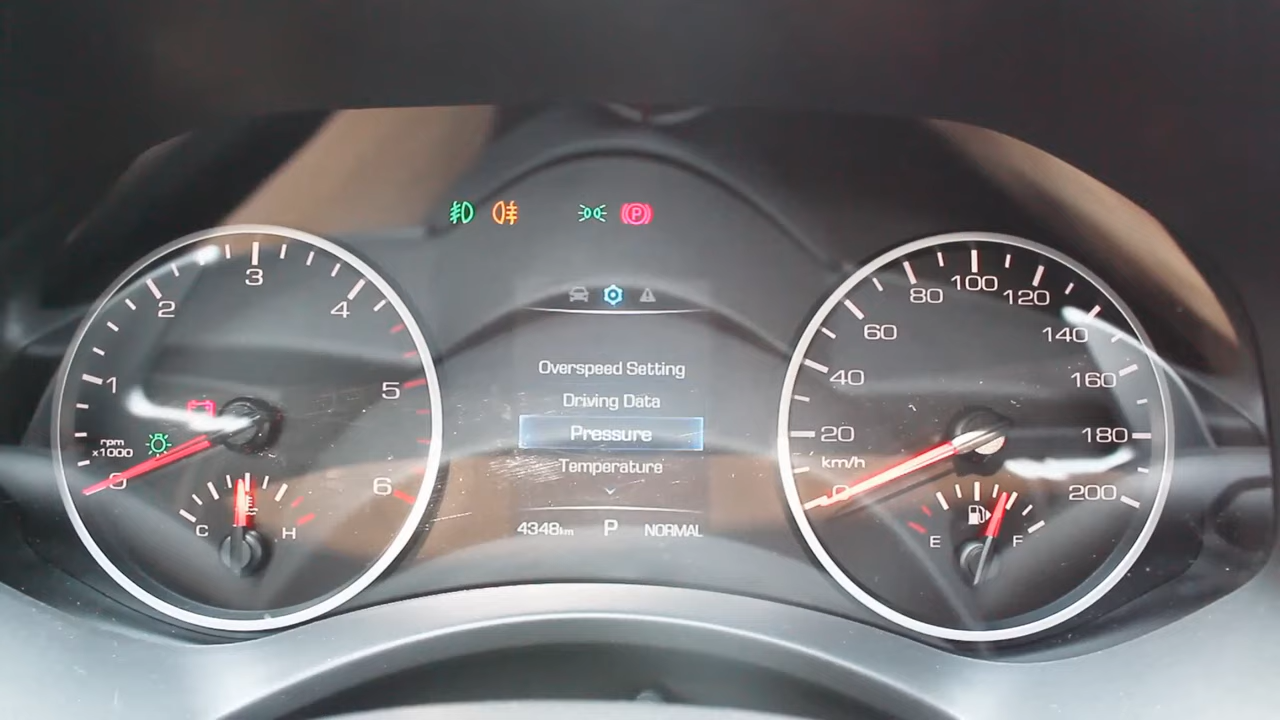 P
3
2
4
1
5
rpm
x1000
0
6
C
H
Overspeed Setting
Driving Data
Pressure
Temperature
4348km P NORMAL
100
80
120
60
140
40
160
20
180
km/h
0
200
E
F